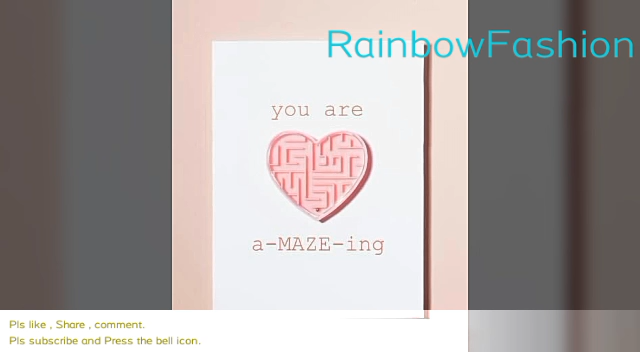 RainbowFashion
you are
a-MAZE-ing
Pls like , Share , comment.
Pls subscribe and Press the bell icon.